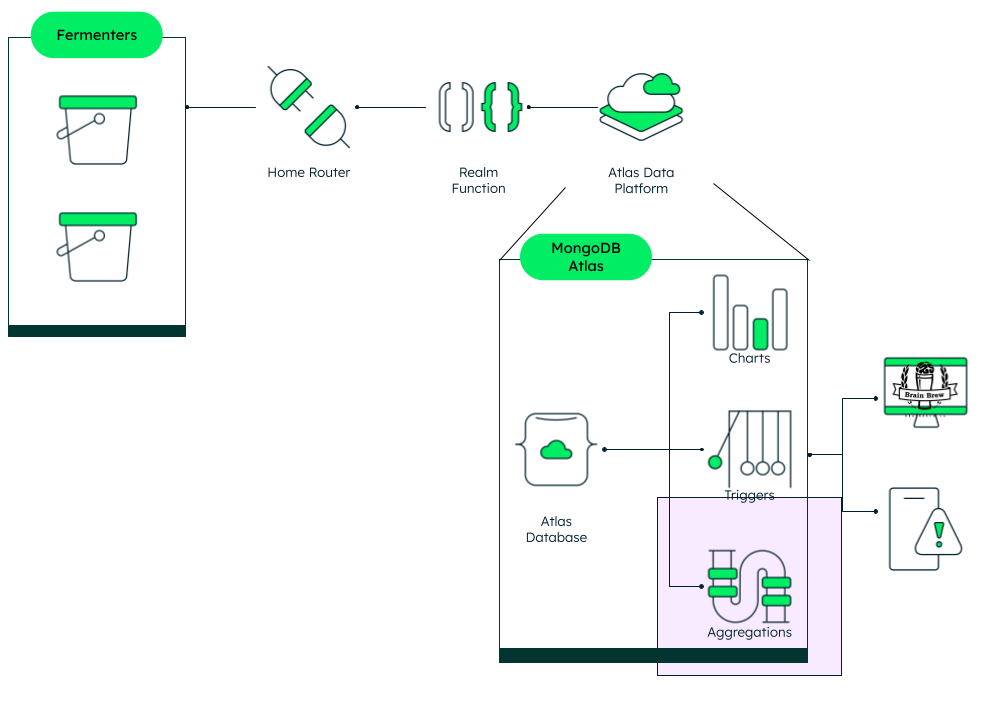 Fermenters
Home Router
Realm
Function
Atlas Data
Platform
MongoDB
Atlas
Charts
Brain Brew
Triggers
Atlas
Database
Aggregations